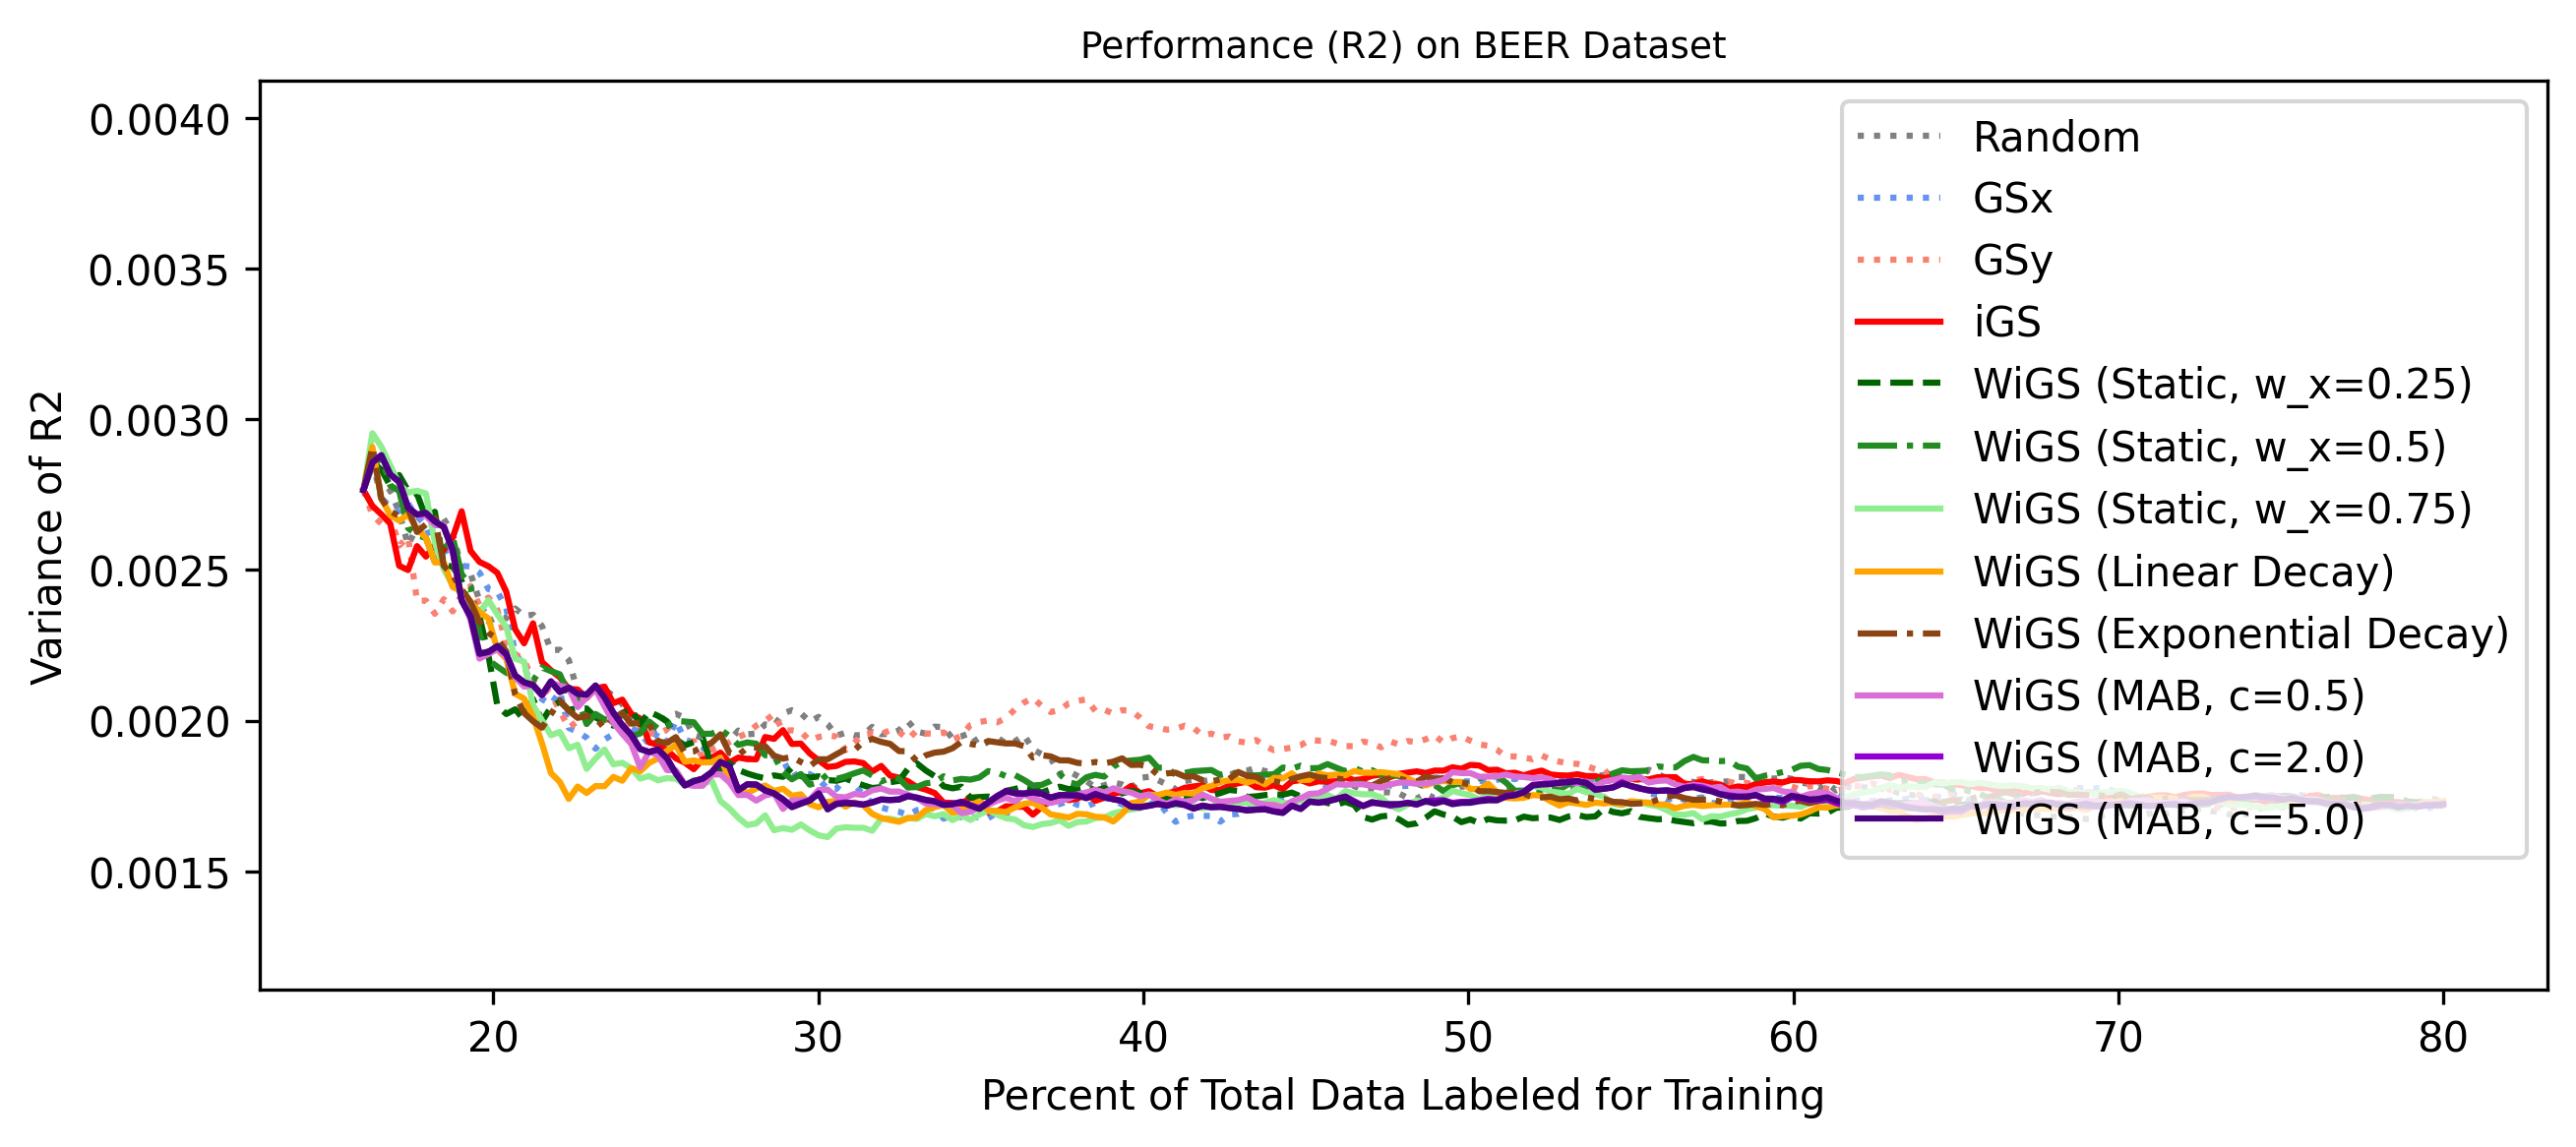 Performance (R2) on BEER Dataset
Variance of R2
0.0040
0.0035
0.0030
0.0025
0.0020
0.0015
Random
GSx
GSy
iGS
WiGS (Static, w_x=0.25)
WiGS (Static, w_x=0.5)
WiGS (Static, w_x=0.75)
WiGS (Linear Decay)
WiGS (Exponential Decay)
WiGS (MAB, c=0.5)
WiGS (MAB, c=2.0)
WiGS (MAB, c=5.0)
20 30 40 50 60 70 80
Percent of Total Data Labeled for Training